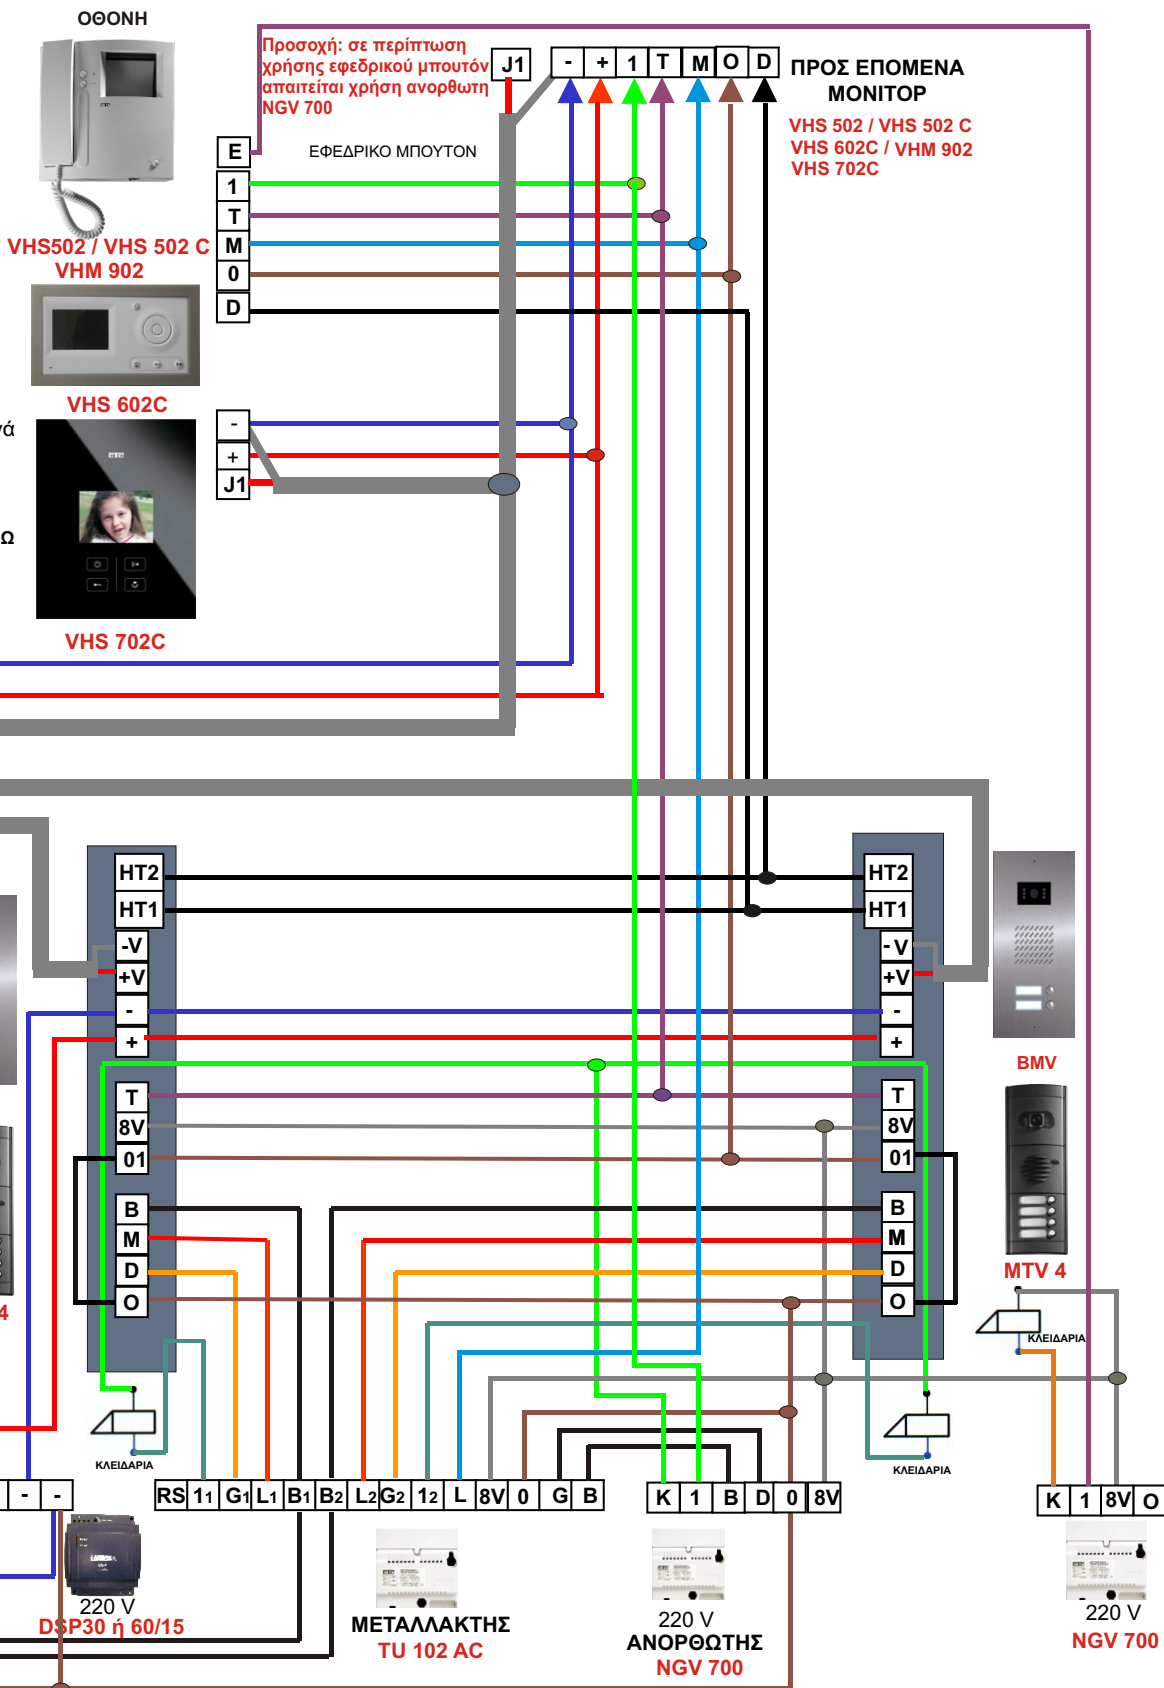 ΟΘΟΝΗ
Προσοχή: σε περίπτωση
χρήσης εφεδρικού μπουτόν
απαιτείται χρήση ανορθωτη
NGV 700
J1
- + 1 T M O D
ΠΡΟΣ ΕΠΟΜΕΝΑ
MONITOR
VHS 502 / VHS 502 C
VHS 602C / VHM 902
VHS 702C
E
ΕΦΕΔΡΙΚΟ ΜΠΟΥΤΟΝ
1
T
M
0
D
VHS502 / VHS 502 C
VHM 902
VHS 602C
ά
-
+
J1
Ω
VHS 702C
HT2
HT1
-V
+V
-
+
T
8V
01
B
M
D
O
HT2
HT1
-V
+V
-
+
T
8V
01
B
M
D
O
BMV
MTV 4
4
ΚΛΕΙΔΑΡΙΑ
ΚΛΕΙΔΑΡΙΑ
ΚΛΕΙΔΑΡΙΑ
- -
RS 11 G1 L1 B1 B2 L2 G2 12 L 8V 0 G B
K 1 B D 0 8V
K 1 8V O
220 V
DSP30 ή 60/15
ΜΕΤΑΛΛΑΚΤΗΣ
TU 102 AC
220 V
ΑΝΟΡΘΩΤΗΣ
NGV 700
220 V
NGV 700